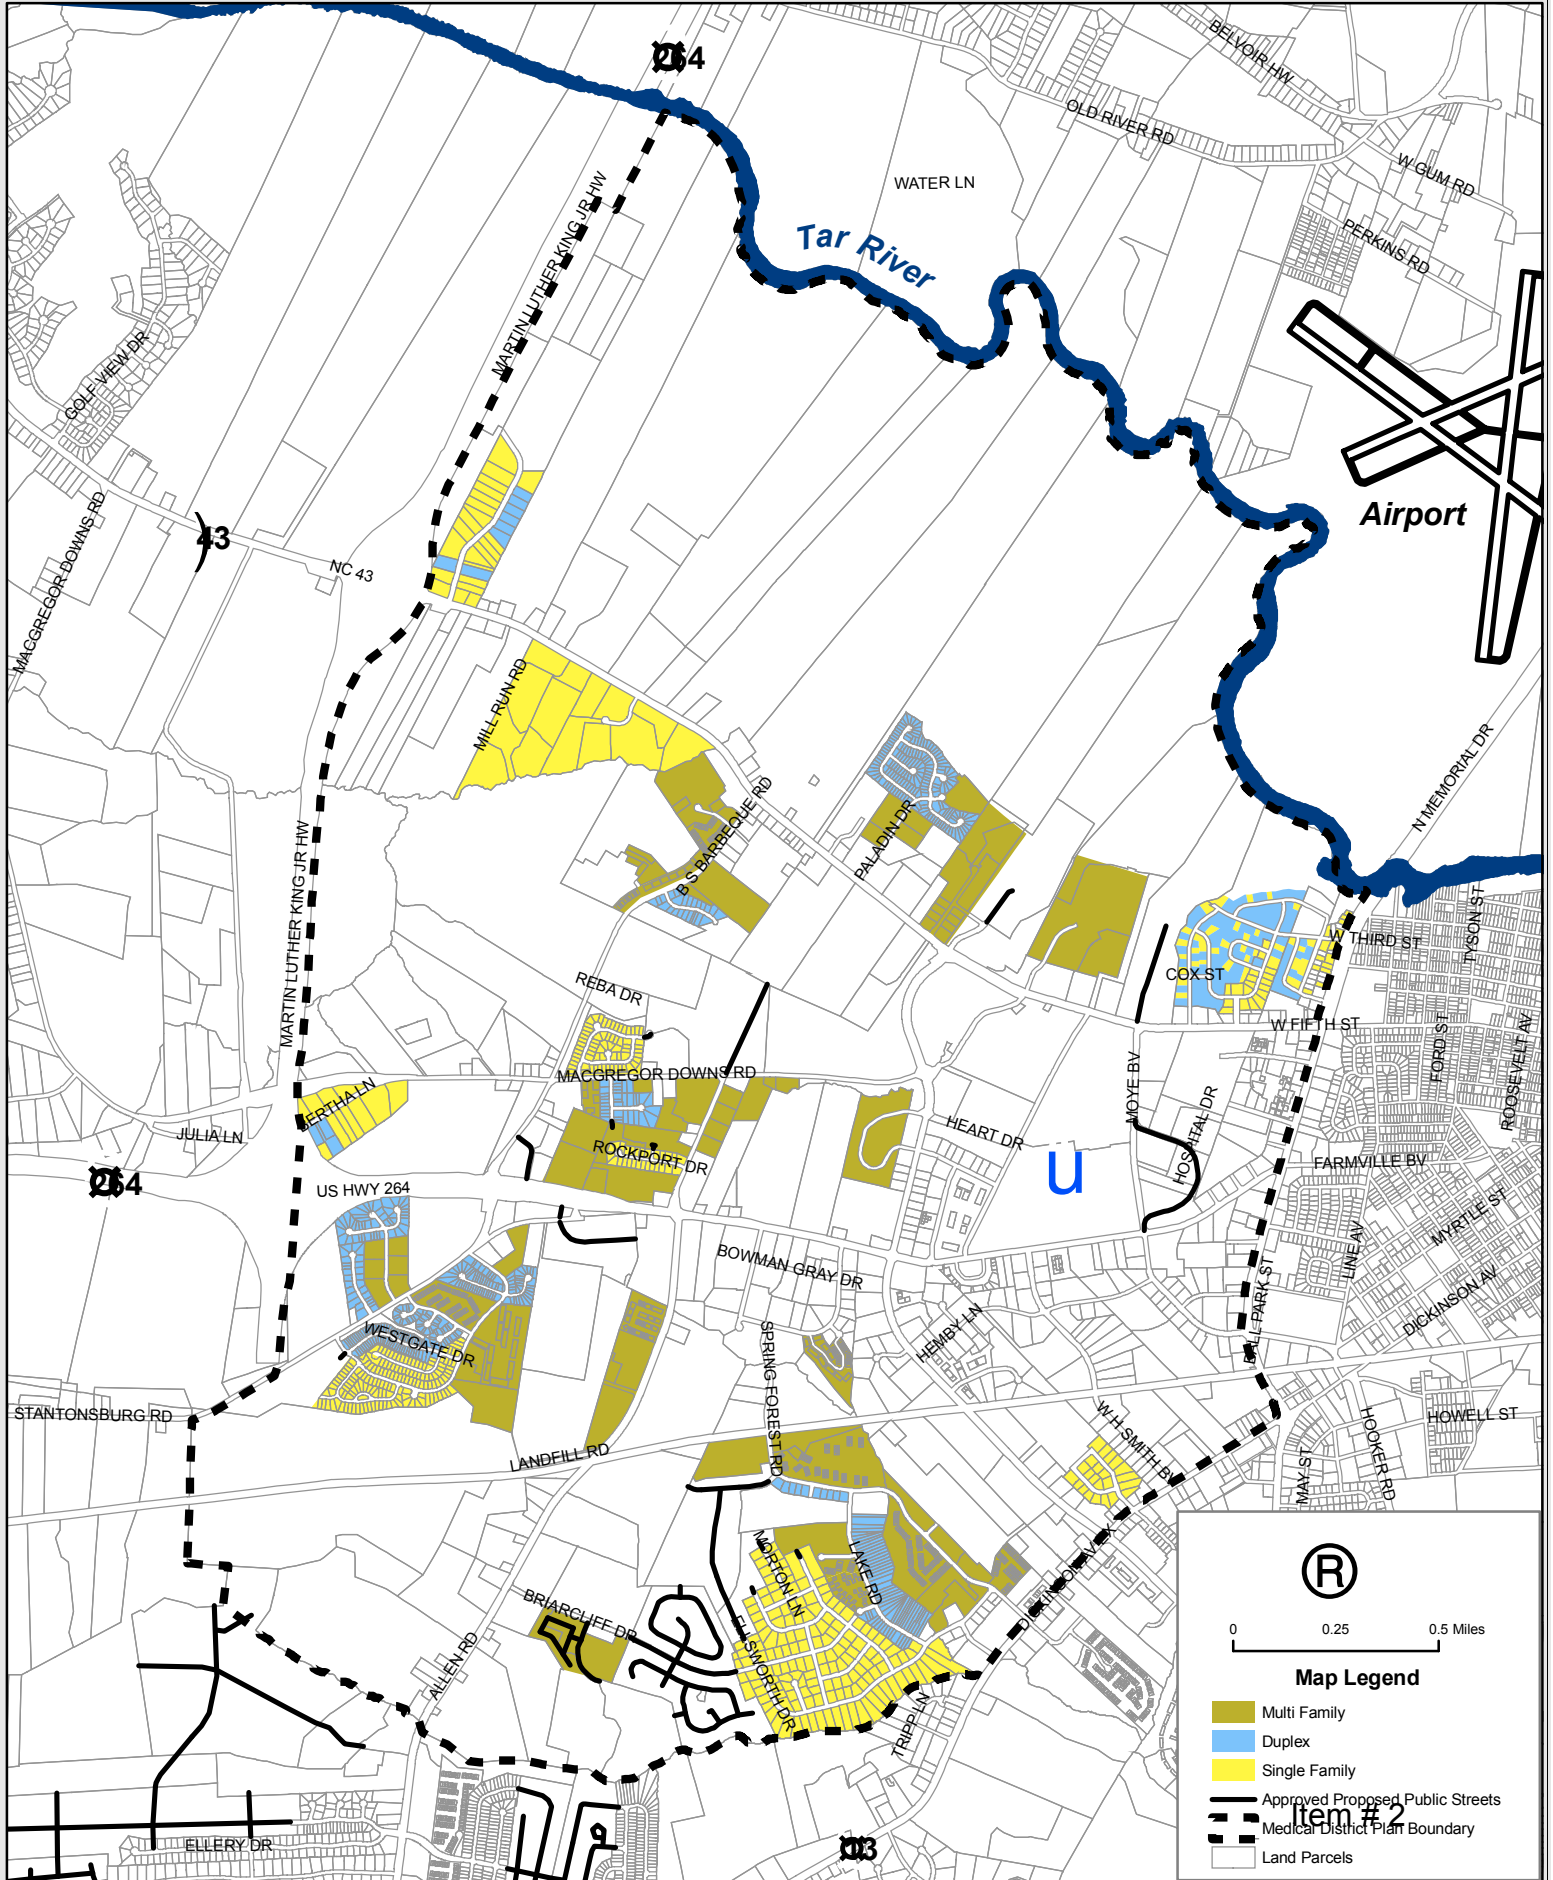 264
BELVOIR HW
OLD RIVER RD
W GUM RD
WATER LN
PERKINS RD
MARTIN LUTHER KING JR HW
Tar River
GOLF VIEW DR
Airport
43
NC 43
MACGREGOR DOWNS RD
MILL RUN RD
N MEMORIAL DR
B S BARBEQUE RD
PALADIN DR
MARTIN LUTHER KING JR HW
W THIRD ST
TYSON ST
COX ST
REBA DR
W FIFTH ST
FORD ST
ROOSEVELT AV
MACGREGOR DOWNS RD
MOYE BV
HOSPITAL DR
BERTHA LN
JULIA LN
HEART DR
ROCKPORT DR
FARMVILLE BV
u
264
US HWY 264
MYRTLE ST
LINE AV
BOWMAN GRAY DR
DICKINSON AV
BALL PARK ST
HEMBY LN
WESTGATE DR
SPRING FOREST RD
STANTONSBURG RD
W H SMITH BV
HOWELL ST
HOOKER RD
LANDFILL RD
MAY ST
MORTON LN
LAKE RD
DICKINSON AV X
BRIARCLIFF DR
ELLSWORTH DR
ALLEN RD
TRIPP LN
ELLERY DR
13
®
0 0.25 0.5 Miles
Map Legend
Multi Family
Duplex
Single Family
Approved Proposed Public Streets
Item # 2
Medical District Plan Boundary
Land Parcels